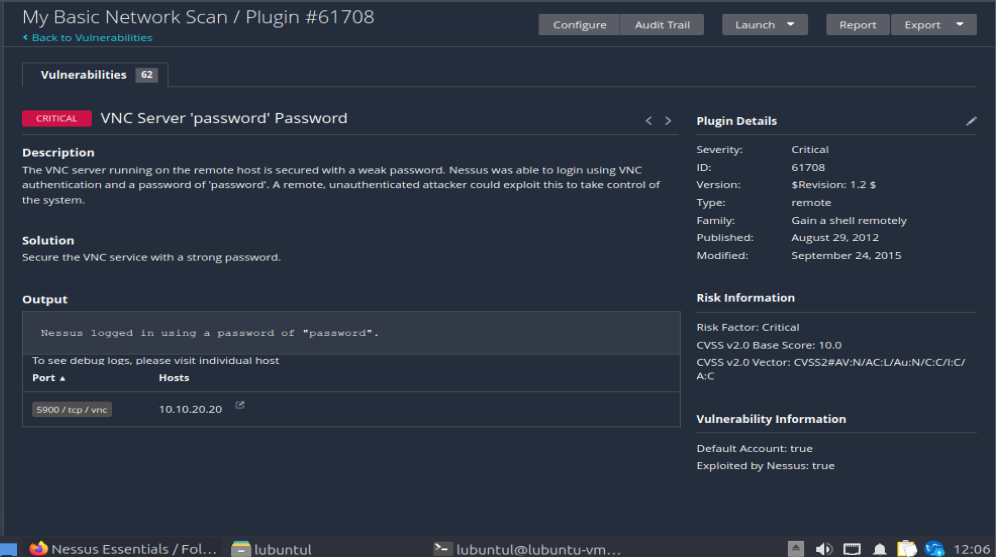 My Basic Network Scan / Plugin #61708
Configure Audit Trail Launch Report Export
< Back to Vulnerabilities
Vulnerabilities 62
CRITICAL VNC Server 'password' Password
Description
The VNC server running on the remote host is secured with a weak password. Nessus was able to login using VNC
authentication and a password of 'password'. A remote, unauthenticated attacker could exploit this to take control of
the system.
Solution
Secure the VNC service with a strong password.
Output
Nessus logged in using a password of "password".
To see debug logs, please visit individual host
Port Hosts
5900 / tcp / vnc 10.10.20.20
Plugin Details
Severity: Critical
ID: 61708
Version: $Revision: 1.2 $
Type: remote
Family: Gain a shell remotely
Published: August 29, 2012
Modified: September 24, 2015
Risk Information
Risk Factor: Critical
CVSS v2.0 Base Score: 10.0
CVSS v2.0 Vector: CVSS2#AV:N/AC:L/Au:N/C:C/I:C/
A:C
Vulnerability Information
Default Account: true
Exploited by Nessus: true
Nessus Essentials / Fol... lubuntul lubuntul@lubuntu-vm... 12:06